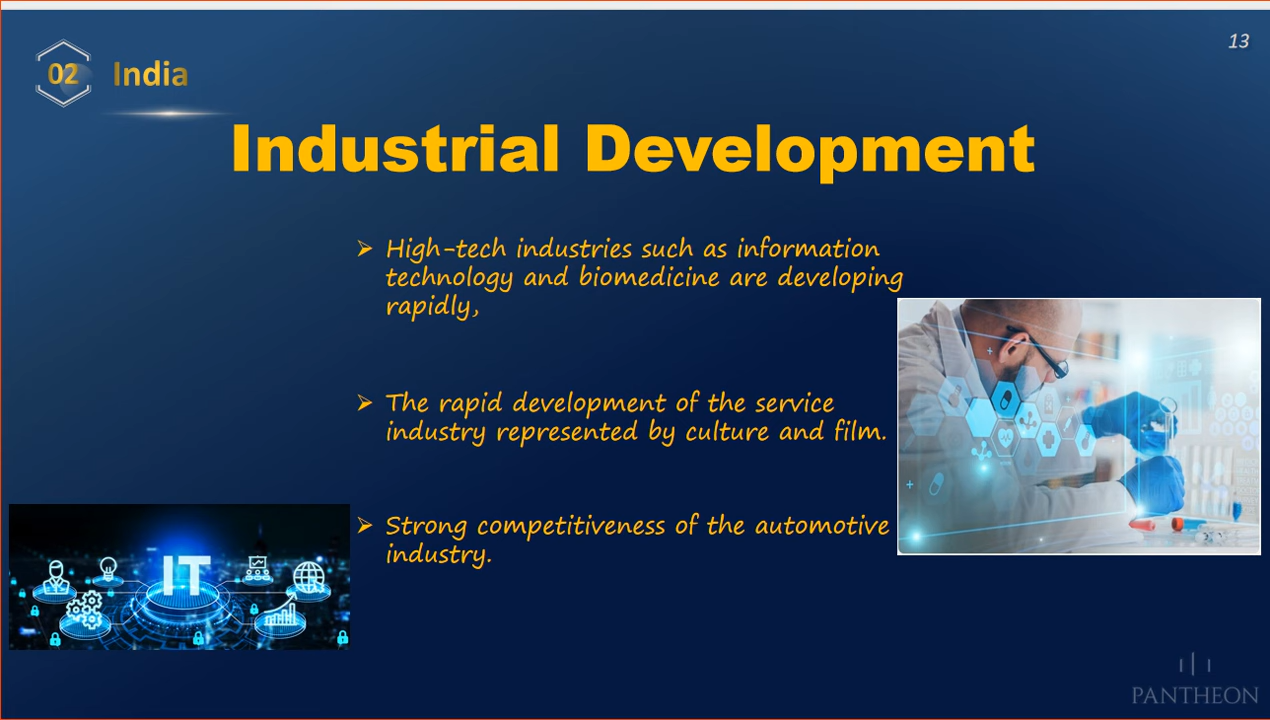 13
02 India
Industrial Development
➢ High-tech industries such as information
technology and biomedicine are developing
rapidly,
➢ The rapid development of the service
industry represented by culture and film.
➢ Strong competitiveness of the automotive
industry.
IT
PANTHEON